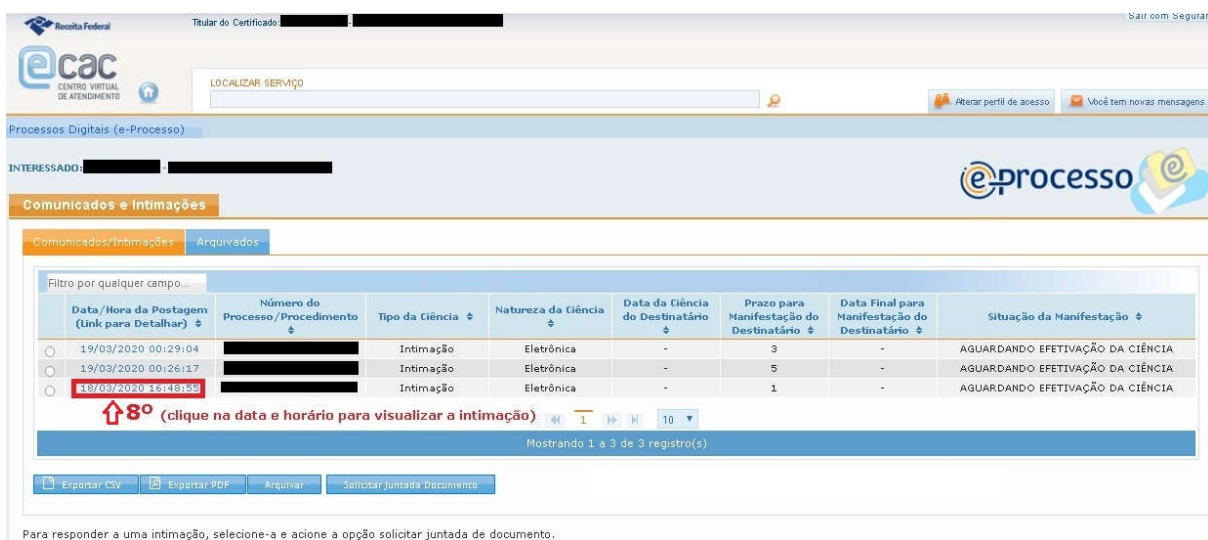 Receita Federal
Titular do Certificado: -
Sair com Segurar
ecac
CENTRO VIRTUAL
DE ATENDIMENTO
LOCALIZAR SERVIÇO
Alterar perfil de acesso
Você tem novas mensagens
Processos Digitais (e-Processo)
INTERESSADO: -
e-processo
Comunicados e Intimações
Comunicados/Intimações Arquivados
Filtro por qualquer campo...
Data/Hora da Postagem (Link para Detalhar) Número do Processo/Procedimento Tipo da Ciência Natureza da Ciência Data da Ciência do Destinatário Prazo para Manifestação do Destinatário Data Final para Manifestação do Destinatário Situação da Manifestação
19/03/2020 00:29:04 Intimação Eletrônica - 3 - AGUARDANDO EFETIVAÇÃO DA CIÊNCIA
19/03/2020 00:26:17 Intimação Eletrônica - 5 - AGUARDANDO EFETIVAÇÃO DA CIÊNCIA
18/03/2020 16:48:55 Intimação Eletrônica - 1 - AGUARDANDO EFETIVAÇÃO DA CIÊNCIA
8º (clique na data e horário para visualizar a intimação) 1 10
Mostrando 1 a 3 de 3 registro(s)
Exportar CSV Exportar PDF Arquivar Solicitar Juntada Documento
Para responder a uma intimação, selecione-a e acione a opção solicitar juntada de documento.